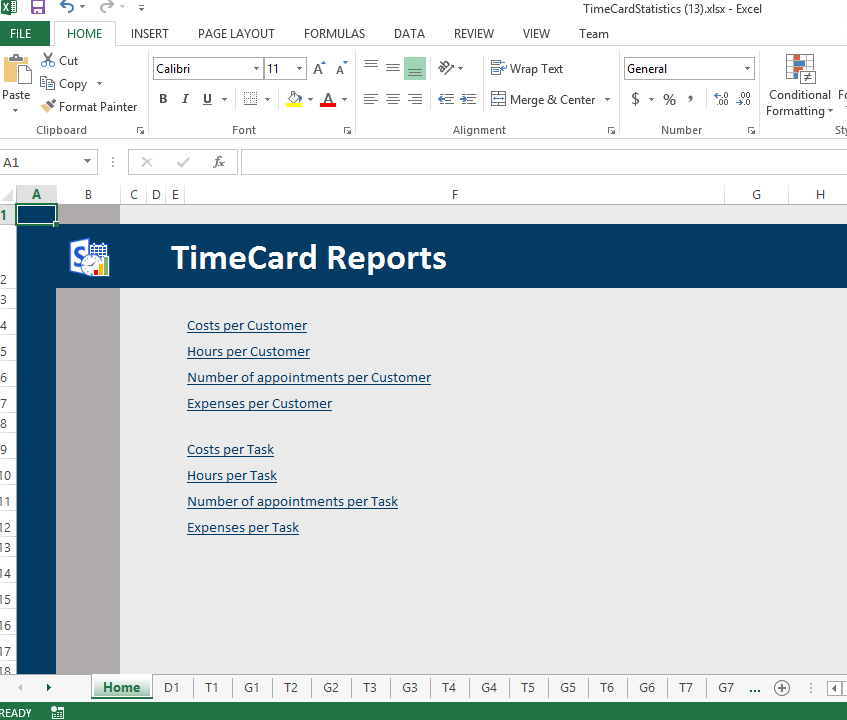 TimeCardStatistics (13).xlsx - Excel
FILE HOME INSERT PAGE LAYOUT FORMULAS DATA REVIEW VIEW Team
Paste
Cut
Copy
Format Painter
Clipboard
Calibri 11
B I U
Font
Wrap Text
Merge & Center
Alignment
General
$ %
Number
Conditional
Formatting
A1
fx
A B C D E F G H
1
2 TimeCard Reports
3
4 Costs per Customer
5 Hours per Customer
6 Number of appointments per Customer
7 Expenses per Customer
8
9 Costs per Task
10 Hours per Task
11 Number of appointments per Task
12 Expenses per Task
13
14
15
16
17
18
Home D1 T1 G1 T2 G2 T3 G3 T4 G4 T5 G5 T6 G6 T7 G7 ...
READY